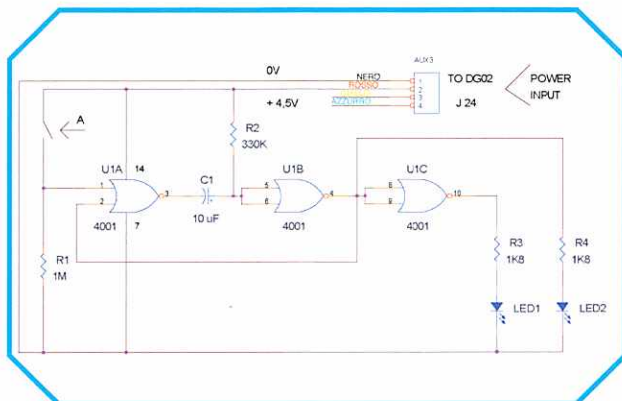 AUX3
0V
NERO
1
TO DG02
POWER
ROSSO
2
+ 4,5V
3
AZZURRO
4
J 24
INPUT
A
R2
330K
U1A
14
C1
U1B
U1C
1
2
3
5
6
4
8
9
10
4001
7
10 uF
4001
4001
R1
1M
R3
1K8
R4
1K8
LED1
LED2